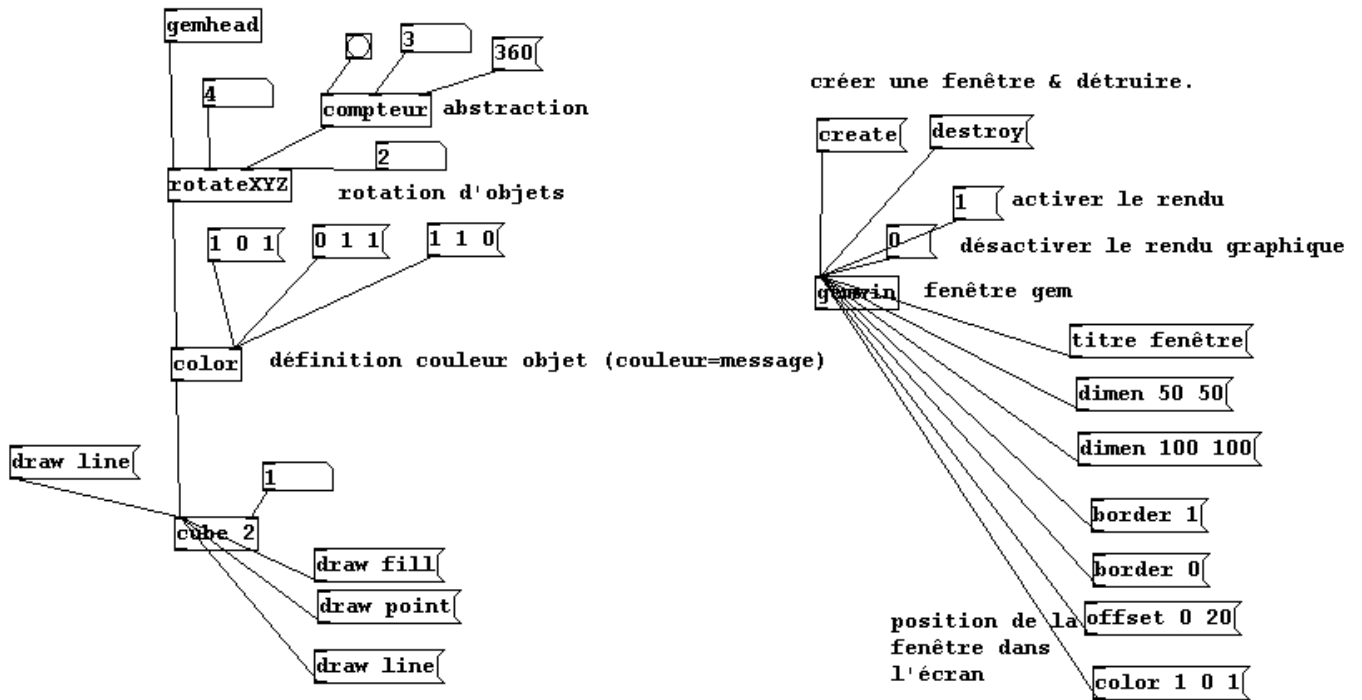 gemhead
3
360
4
compteur
abstraction
2
rotateXYZ
rotation d'objets
1 0 1
0 1 1
1 1 0
color
définition couleur objet (couleur=message)
draw line
1
cube 2
draw fill
draw point
draw line
créer une fenêtre & détruire.
create
destroy
1
activer le rendu
0
désactiver le rendu graphique
gemwin
fenêtre gem
titre fenêtre
dimen 50 50
dimen 100 100
border 1
border 0
offset 0 20
position de la
fenêtre dans
l'écran
color 1 0 1